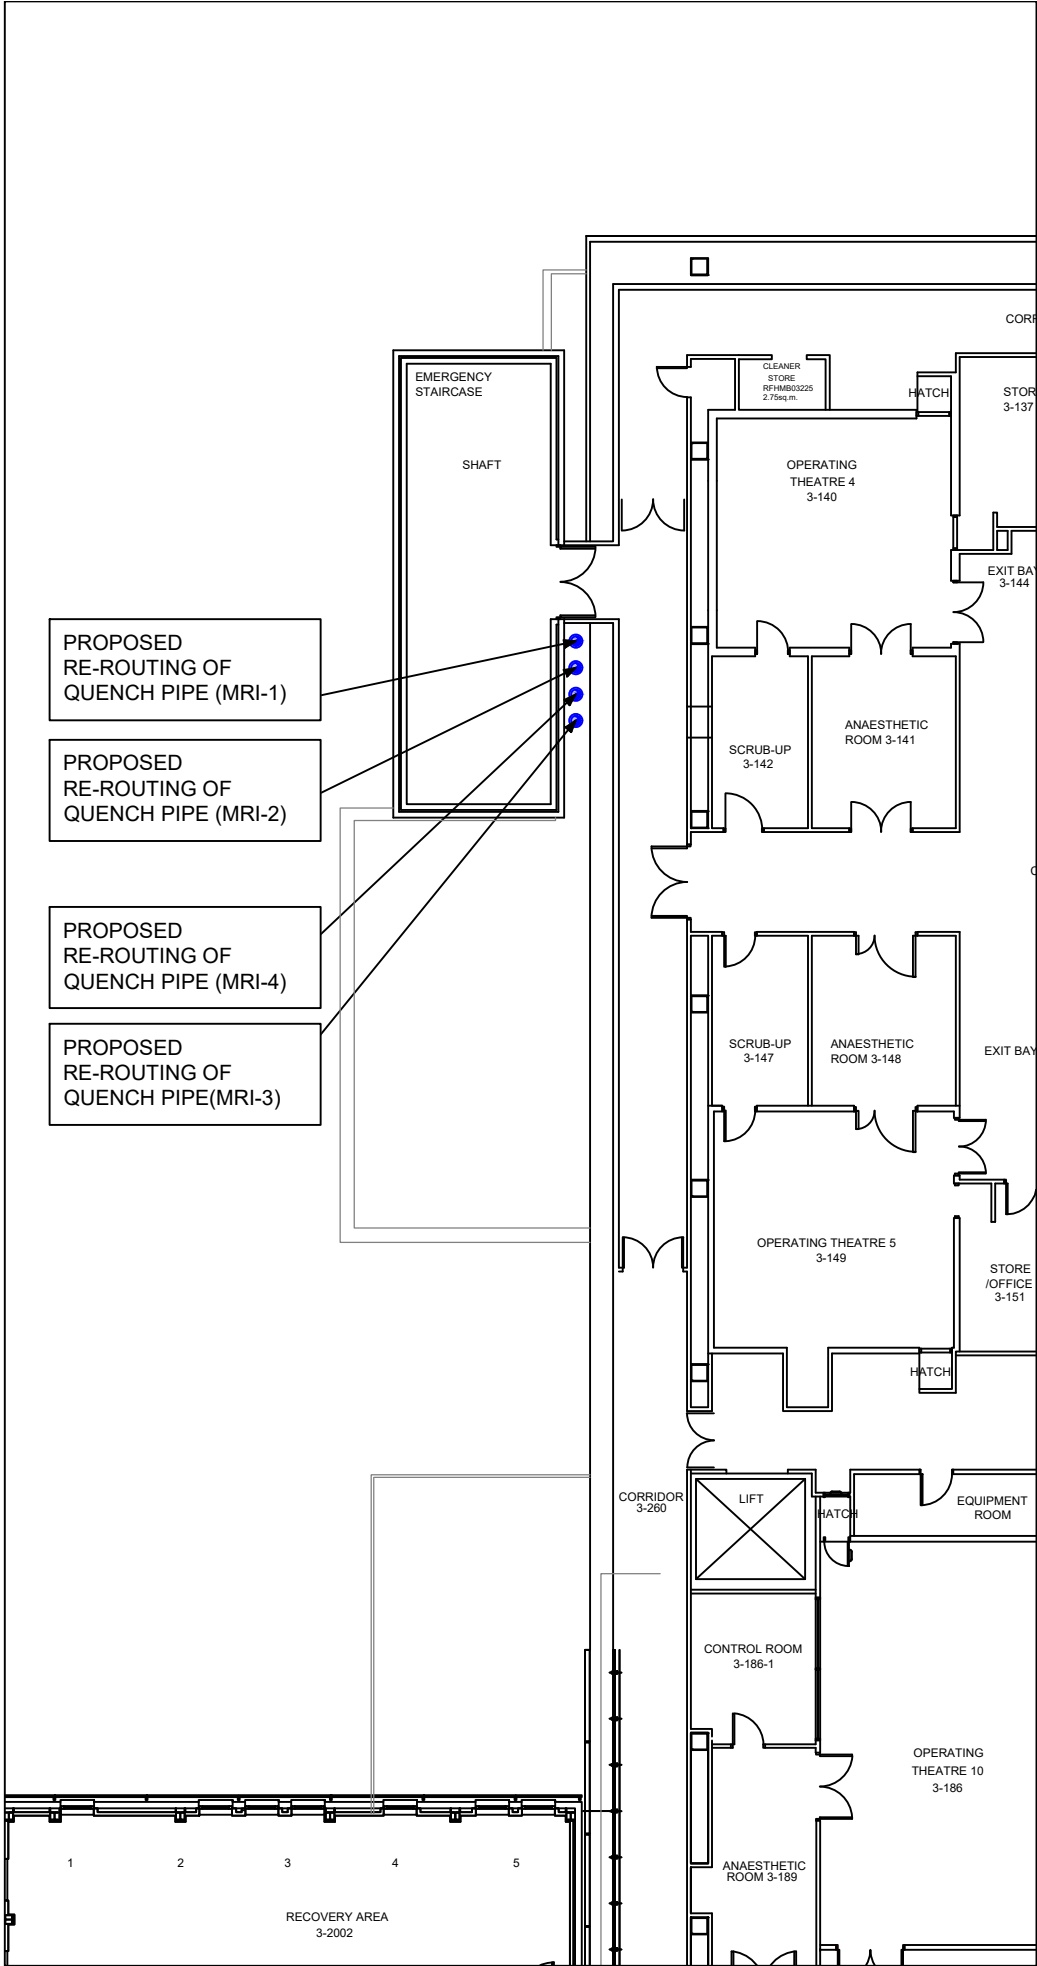 CORR
CLEANER
STORE
RFHMB03225
2.75sq.m.
EMERGENCY
STAIRCASE
HATCH
STOR
3-137
SHAFT
OPERATING
THEATRE 4
3-140
EXIT BAY
3-144
PROPOSED
RE-ROUTING OF
QUENCH PIPE (MRI-1)
ANAESTHETIC
ROOM 3-141
SCRUB-UP
3-142
PROPOSED
RE-ROUTING OF
QUENCH PIPE (MRI-2)
PROPOSED
RE-ROUTING OF
QUENCH PIPE (MRI-4)
PROPOSED
RE-ROUTING OF
QUENCH PIPE(MRI-3)
SCRUB-UP
3-147
ANAESTHETIC
ROOM 3-148
EXIT BAY
OPERATING THEATRE 5
3-149
STORE
/OFFICE
3-151
HATCH
CORRIDOR
3-260
LIFT
HATCH
EQUIPMENT
ROOM
CONTROL ROOM
3-186-1
OPERATING
THEATRE 10
3-186
ANAESTHETIC
ROOM 3-189
1 2 3 4 5
RECOVERY AREA
3-2002